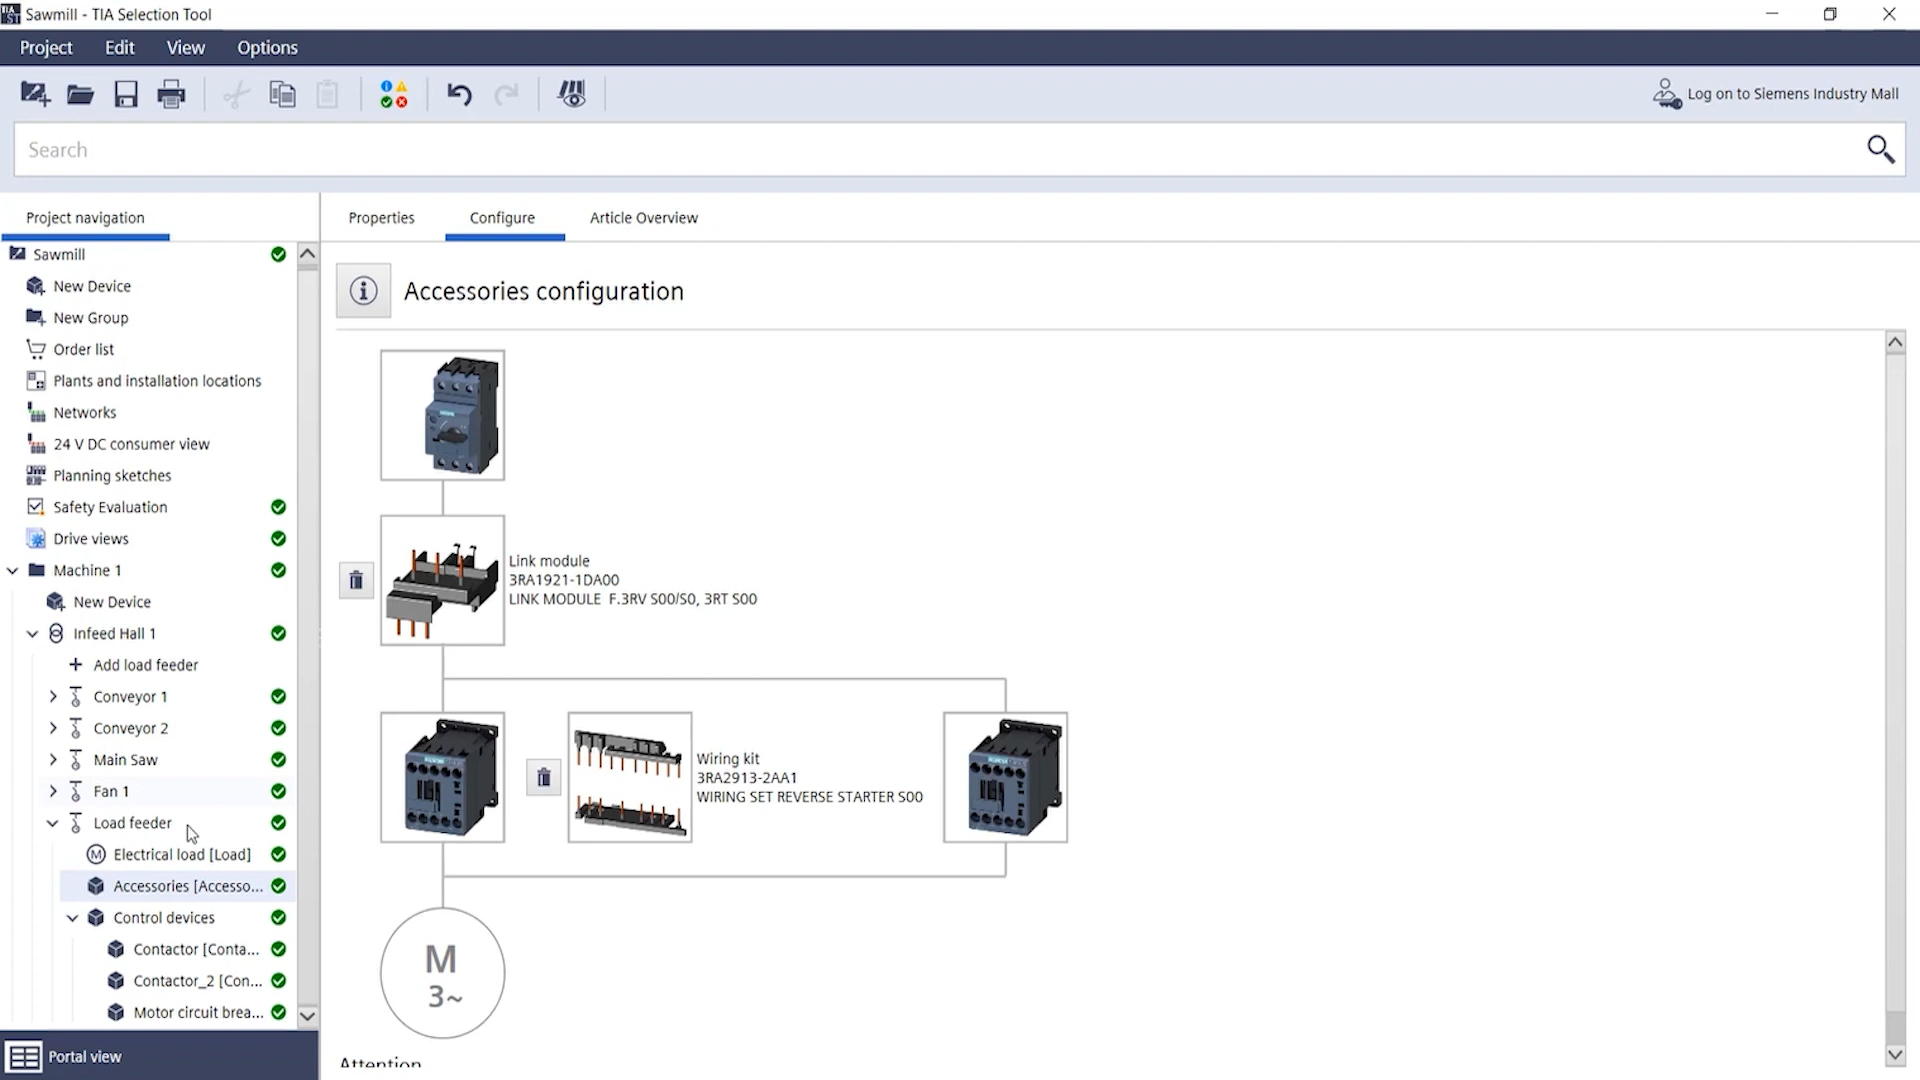 Sawmill - TIA Selection Tool
Project Edit View Options
Log on to Siemens Industry Mall
Search
Project navigation
Properties Configure Article Overview
Sawmill
New Device
New Group
Order list
Plants and installation locations
Networks
24 V DC consumer view
Planning sketches
Safety Evaluation
Drive views
Machine 1
New Device
Infeed Hall 1
Add load feeder
Conveyor 1
Conveyor 2
Main Saw
Fan 1
Load feeder
Electrical load [Load]
Accessories [Accesso...
Control devices
Contactor [Conta...
Contactor_2 [Con...
Motor circuit brea...
Portal view
Accessories configuration
Link module
3RA1921-1DA00
LINK MODULE F.3RV S00/S0, 3RT S00
Wiring kit
3RA2913-2AA1
WIRING SET REVERSE STARTER S00
M
3~
Attention